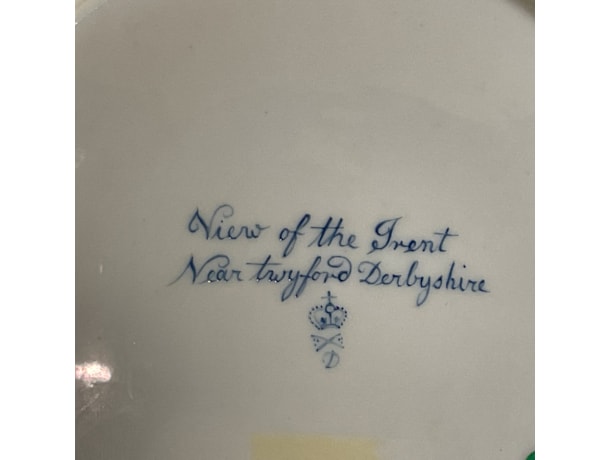 View of the Trent
Near twyford Derbyshire
D